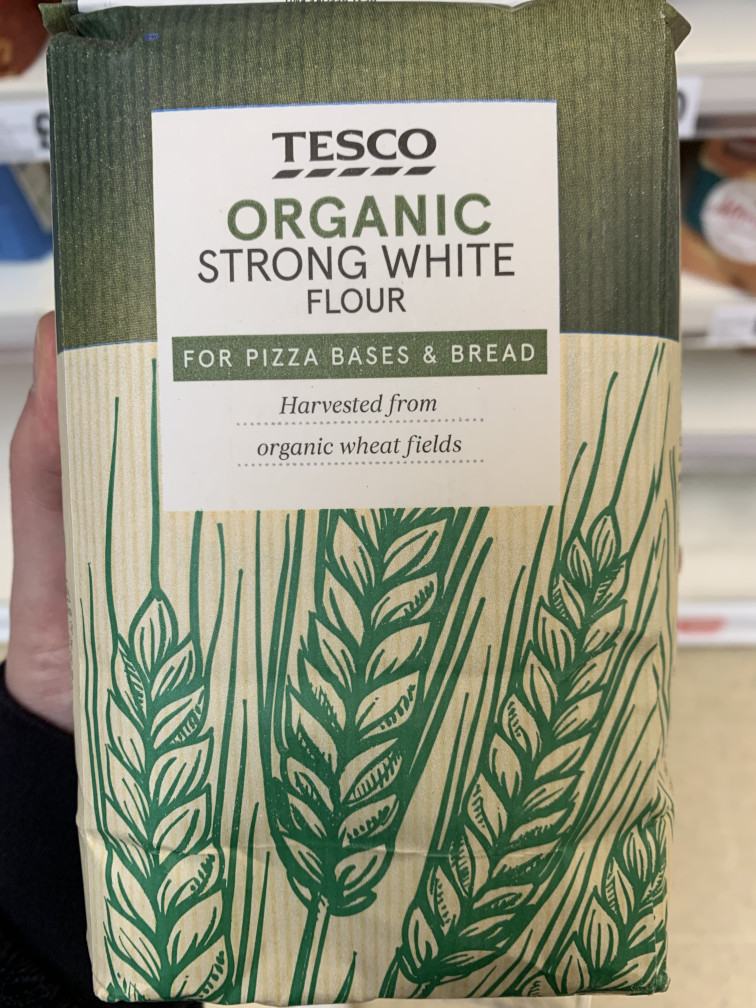 TESCO
ORGANIC
STRONG WHITE
FLOUR
FOR PIZZA BASES & BREAD
Harvested from
organic wheat fields